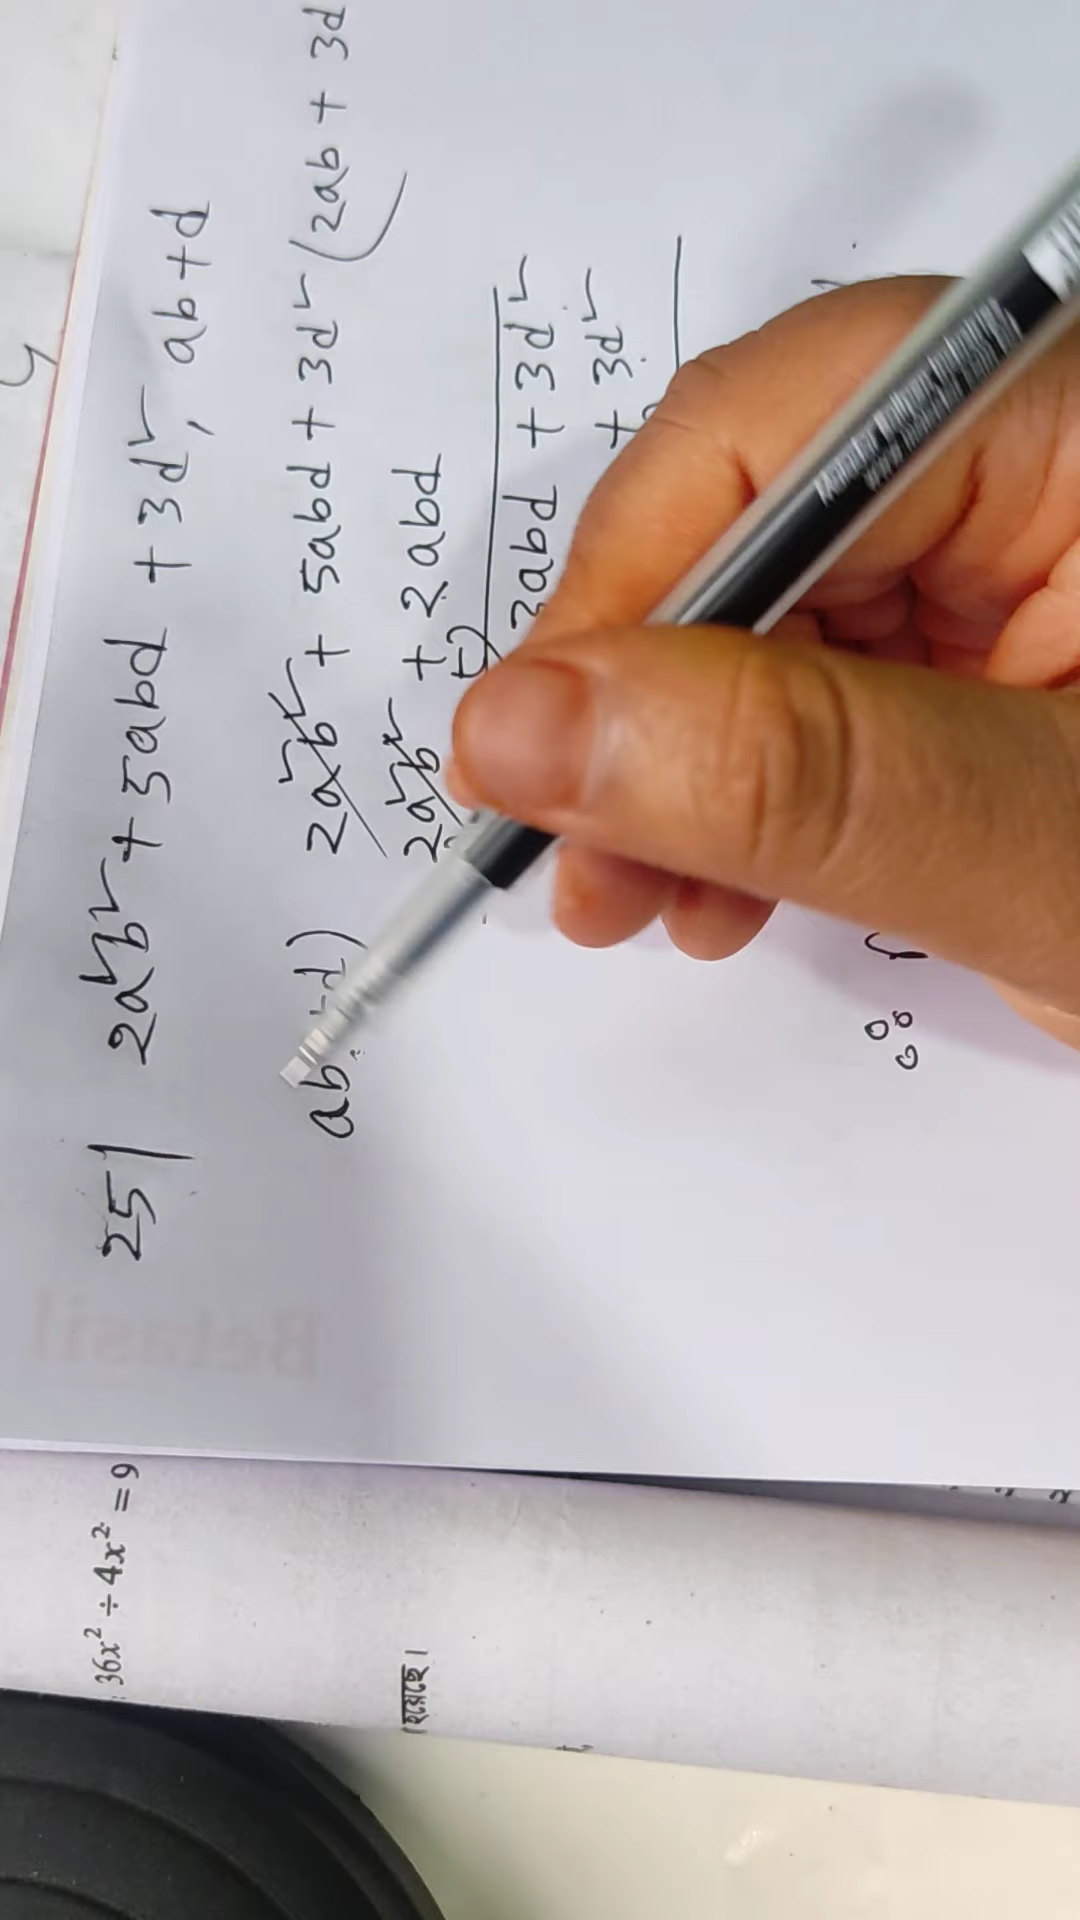 25| 2a²b² + 5abd + 3d², ab+d
ab+d) 2a²b² + 5abd + 3d² (2ab + 3d
2a²b² + 2abd
(-)
3abd + 3d²
+ 3d²
36x² ÷ 4x² = 9
হয়েছে।